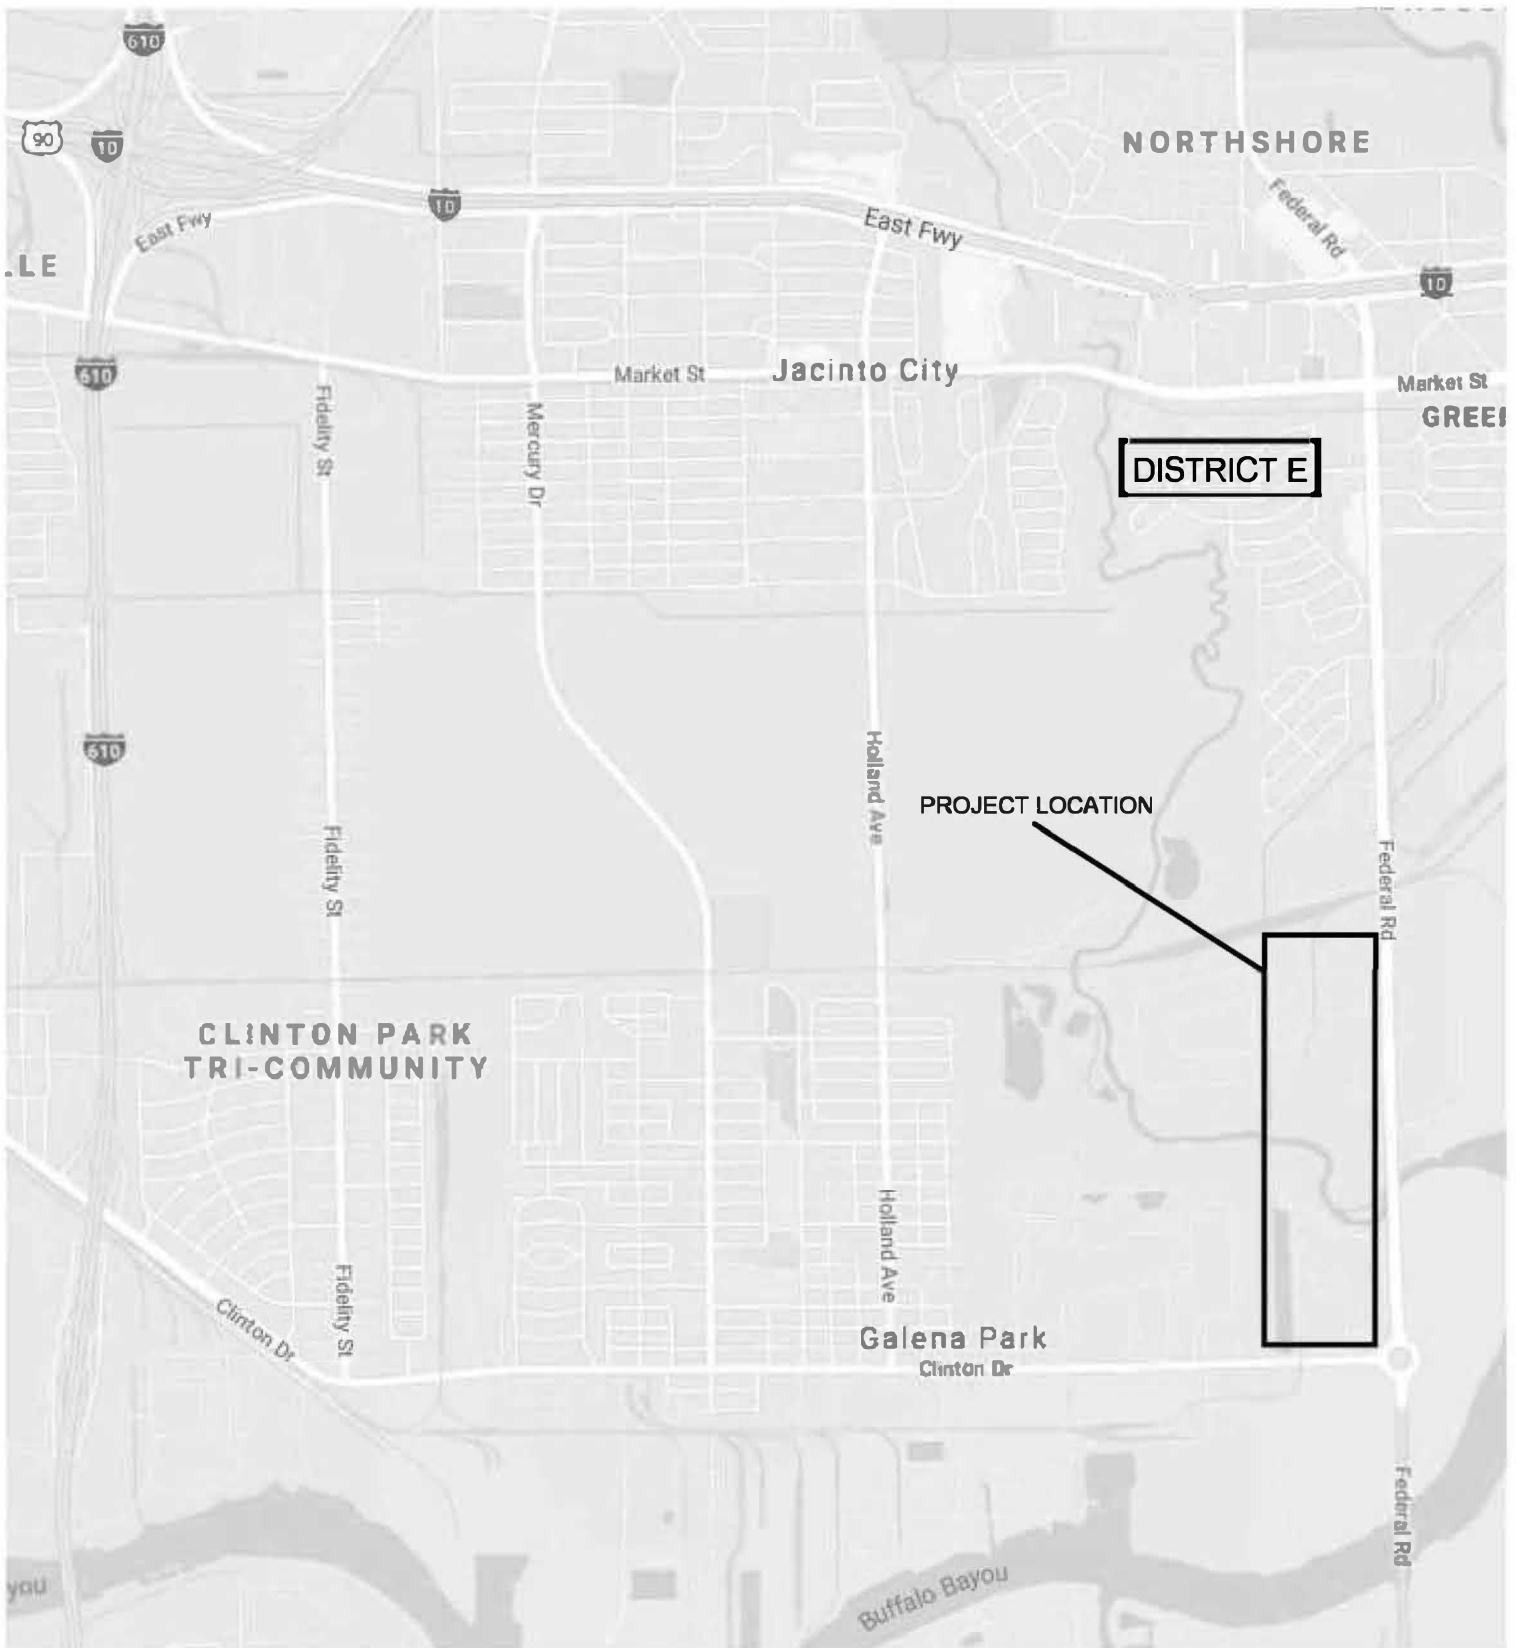 610
NORTHSHORE
90
10
10
Federal Rd
East Fwy
East Fwy
LLE
10
610
Market St
Jacinto City
Market St
Fidelity St
Mercury Dr
DISTRICT E
610
Holland Ave
PROJECT LOCATION
Fidelity St
Federal Rd
CLINTON PARK
TRI-COMMUNITY
Holland Ave
Fidelity St
Clinton Dr
Galena Park
Clinton Dr
Federal Rd
Buffalo Bayou
you